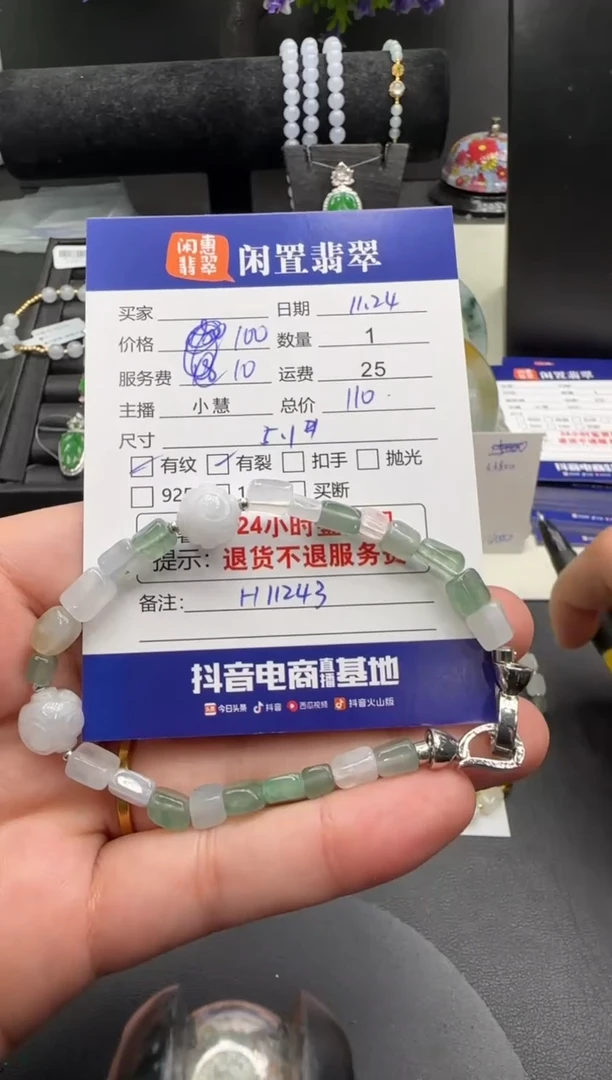 闲惠翡翠 闲置翡翠
买家 日期 11.24
价格 100 数量 1
服务费 10 运费 25
主播 小慧 总价 110
尺寸 5.1
有纹 有裂 扣手 抛光
925 买断
24小时
提示: 退货不退服务费
备注: H11243
抖音电商直播基地
今日头条 抖音 西瓜视频 抖音火山版